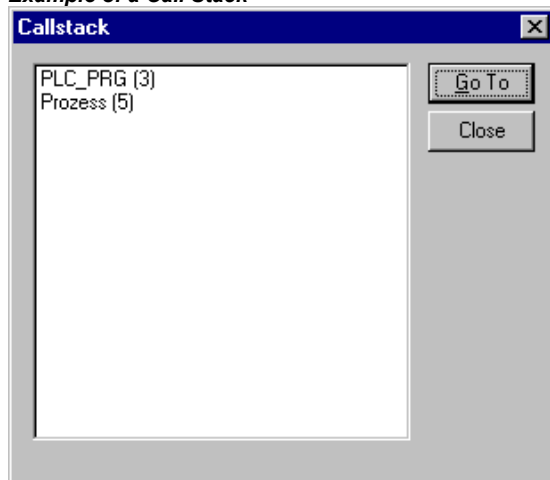 Example of a Call Stack
Callstack
PLC_PRG (3)
Prozess (5)
Go To
Close